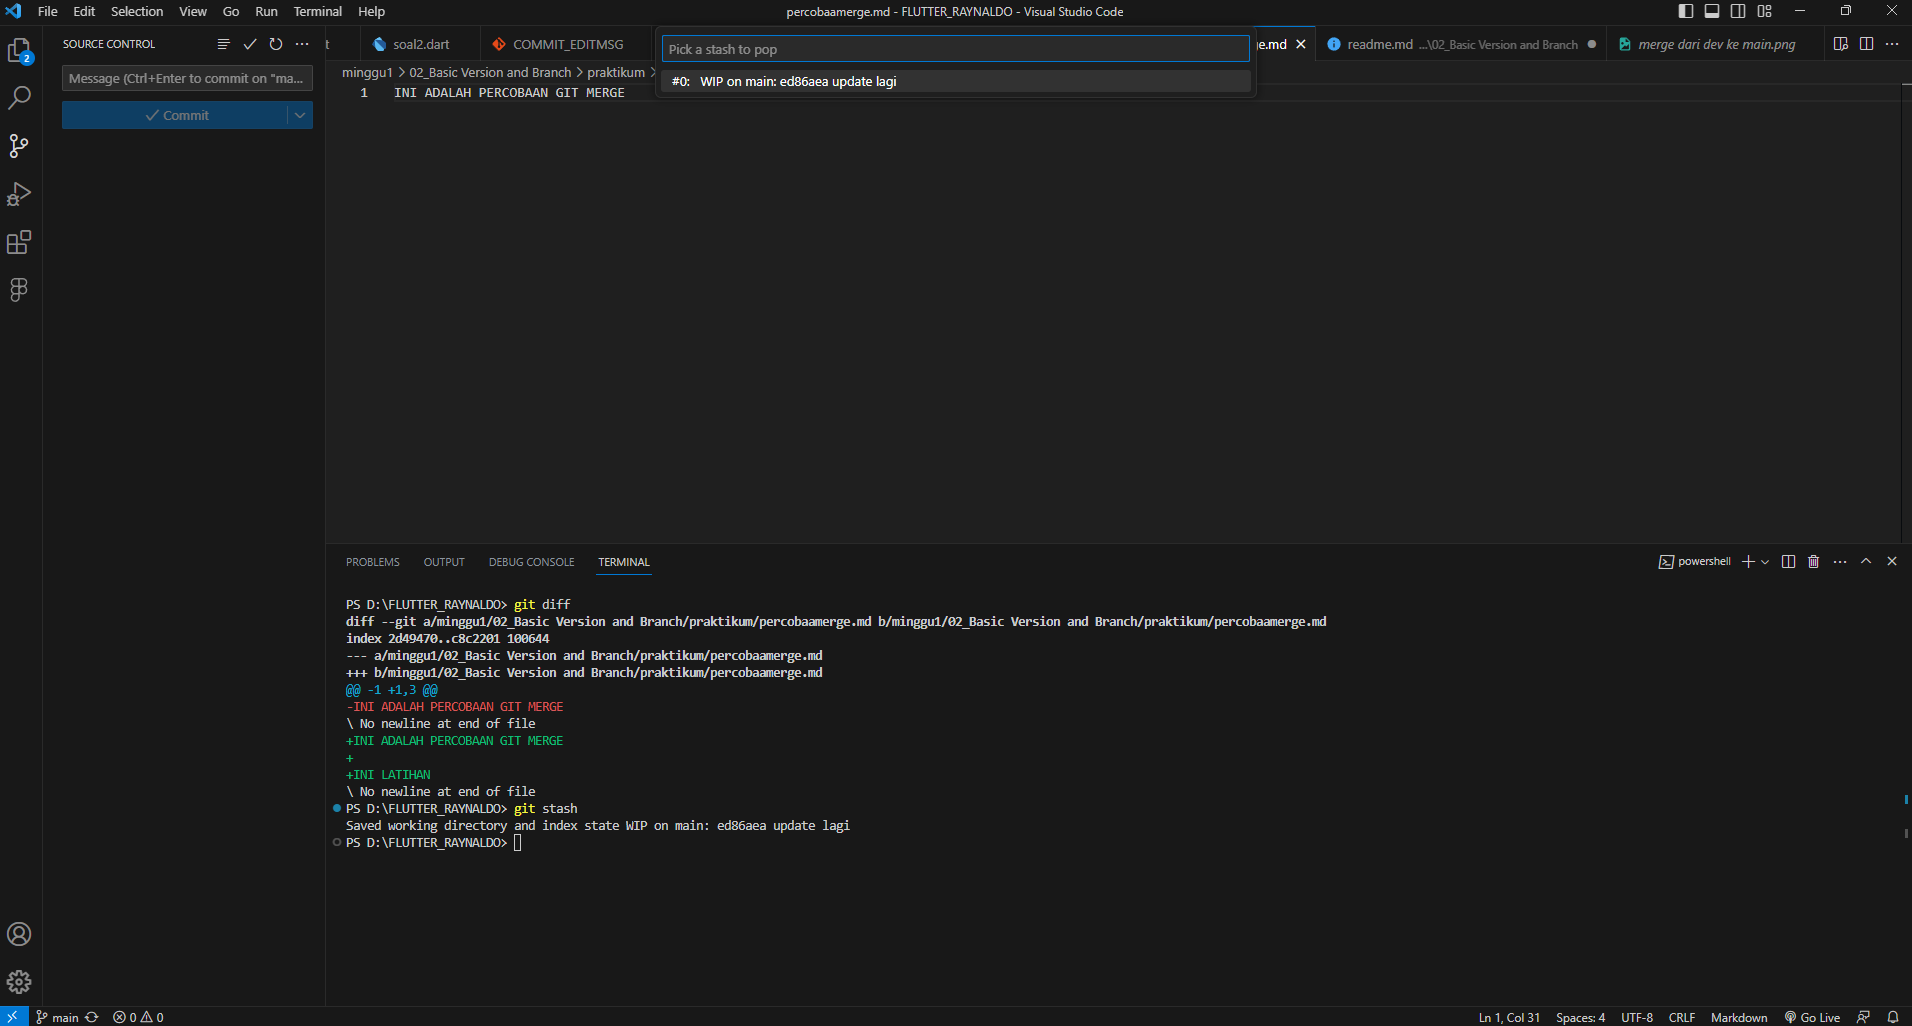 File Edit Selection View Go Run Terminal Help
percobaamerge.md - FLUTTER_RAYNALDO - Visual Studio Code
2
SOURCE CONTROL
Message (Ctrl+Enter to commit on "ma...
Commit
t
soal2.dart
COMMIT_EDITMSG
Pick a stash to pop
#0: WIP on main: ed86aea update lagi
e.md
readme.md ...\02_Basic Version and Branch
merge dari dev ke main.png
minggu1 > 02_Basic Version and Branch > praktikum >
1 INI ADALAH PERCOBAAN GIT MERGE
PROBLEMS OUTPUT DEBUG CONSOLE TERMINAL
powershell
PS D:\FLUTTER_RAYNALDO> git diff
diff --git a/minggu1/02_Basic Version and Branch/praktikum/percobaamerge.md b/minggu1/02_Basic Version and Branch/praktikum/percobaamerge.md
index 2d49470..c8c2201 100644
--- a/minggu1/02_Basic Version and Branch/praktikum/percobaamerge.md
+++ b/minggu1/02_Basic Version and Branch/praktikum/percobaamerge.md
@@ -1 +1,3 @@
-INI ADALAH PERCOBAAN GIT MERGE
\ No newline at end of file
+INI ADALAH PERCOBAAN GIT MERGE
+
+INI LATIHAN
\ No newline at end of file
PS D:\FLUTTER_RAYNALDO> git stash
Saved working directory and index state WIP on main: ed86aea update lagi
PS D:\FLUTTER_RAYNALDO>
main 0 0
Ln 1, Col 31 Spaces: 4 UTF-8 CRLF Markdown Go Live